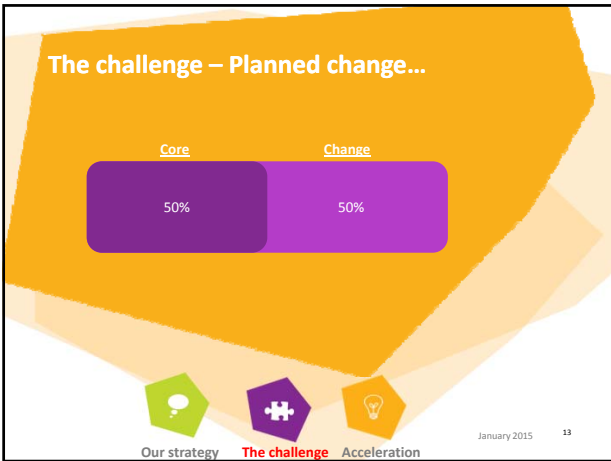 The challenge – Planned change...
Core Change
50% 50%
Our strategy The challenge Acceleration
January 2015 13